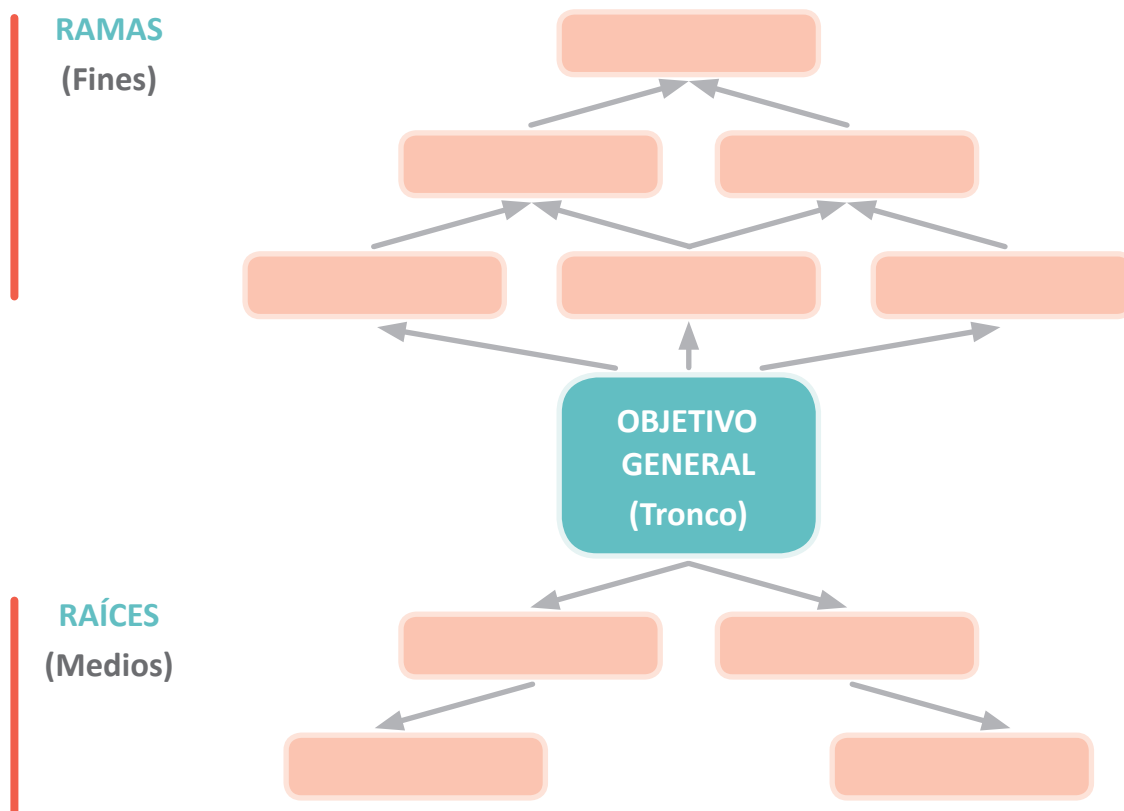 RAMAS
(Fines)
OBJETIVO
GENERAL
(Tronco)
RAÍCES
(Medios)